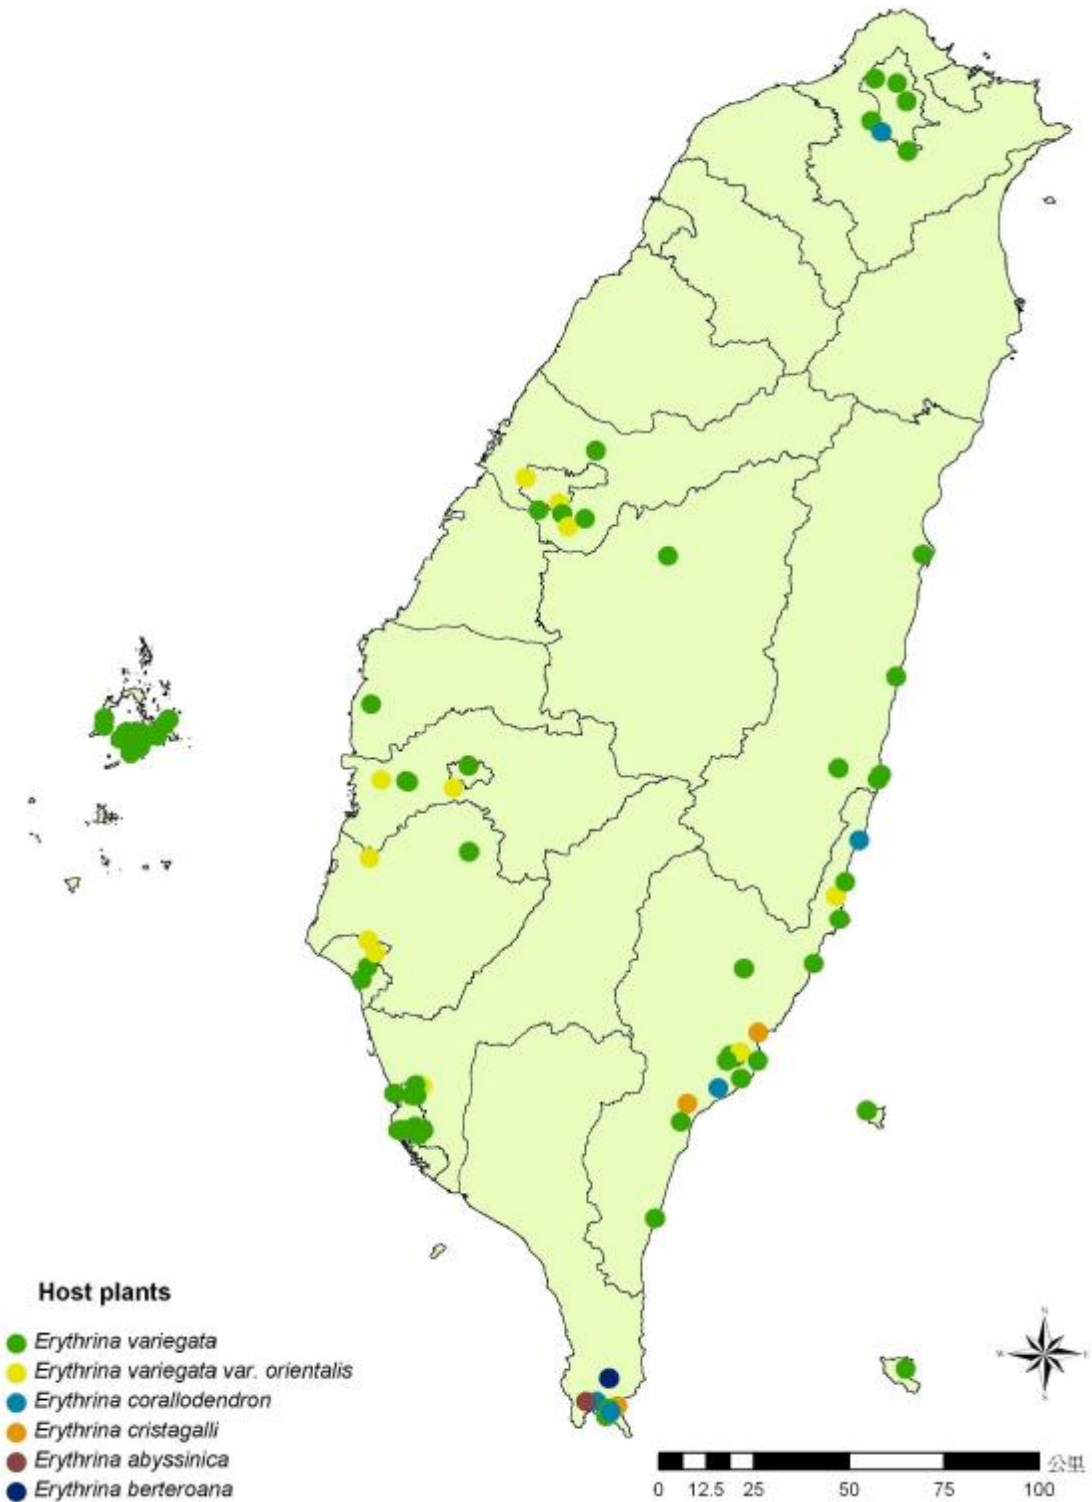 Host plants
Erythrina variegata
Erythrina variegata var. orientalis
Erythrina corallodendron
Erythrina cristagalli
Erythrina abyssinica
Erythrina berteroana
N
W
E
S
公里
0 12.5 25 50 75 100